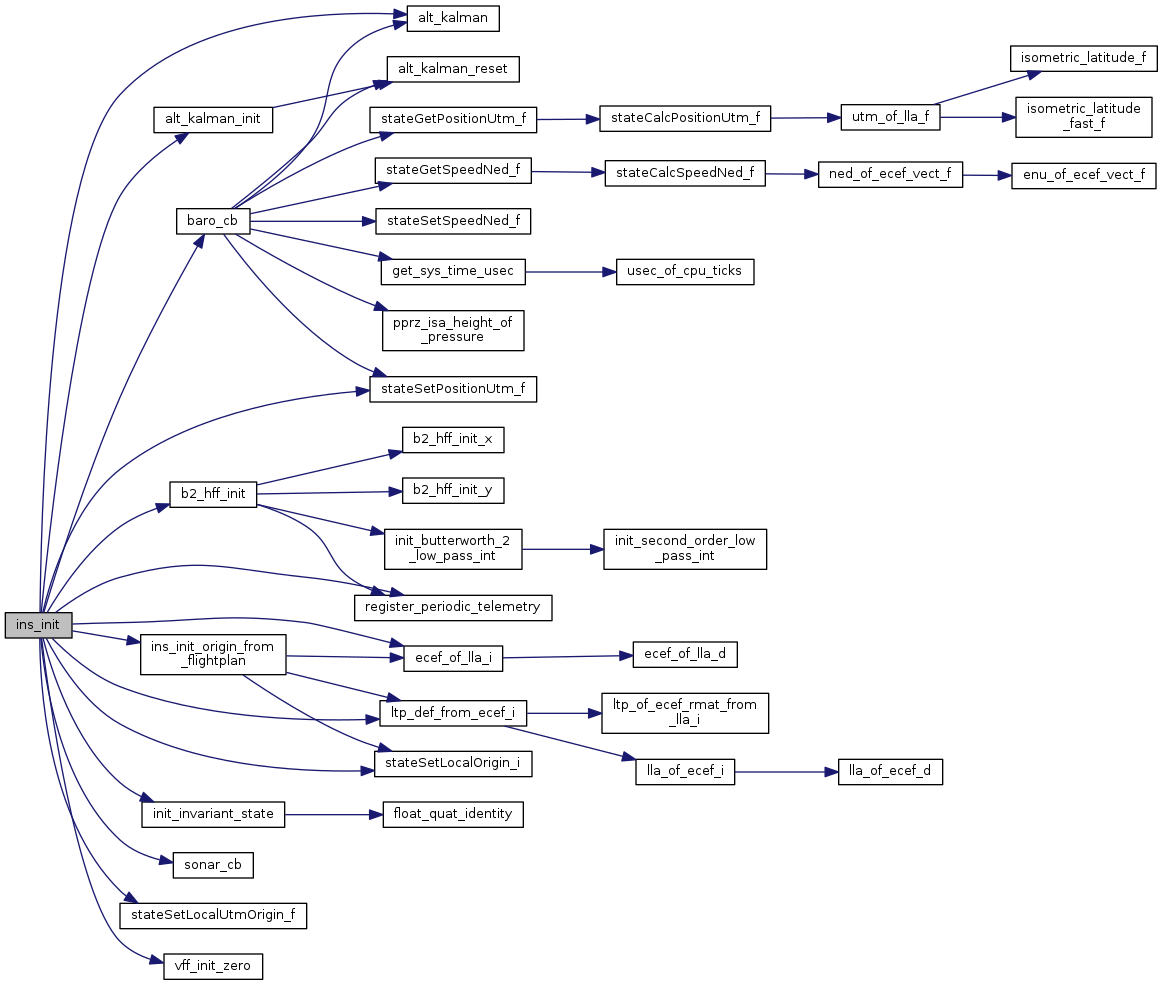 alt_kalman
isometric_latitude_f
alt_kalman_reset
isometric_latitude
_fast_f
alt_kalman_init
stateGetPositionUtm_f
stateCalcPositionUtm_f
utm_of_lla_f
stateGetSpeedNed_f
stateCalcSpeedNed_f
ned_of_ecef_vect_f
enu_of_ecef_vect_f
baro_cb
stateSetSpeedNed_f
get_sys_time_usec
usec_of_cpu_ticks
pprz_isa_height_of
_pressure
stateSetPositionUtm_f
b2_hff_init_x
b2_hff_init
b2_hff_init_y
init_butterworth_2
_low_pass_int
init_second_order_low
_pass_int
register_periodic_telemetry
ins_init
ins_init_origin_from
_flightplan
ecef_of_lla_i
ecef_of_lla_d
ltp_def_from_ecef_i
ltp_of_ecef_rmat_from
_lla_i
stateSetLocalOrigin_i
lla_of_ecef_i
lla_of_ecef_d
init_invariant_state
float_quat_identity
sonar_cb
stateSetLocalUtmOrigin_f
vff_init_zero